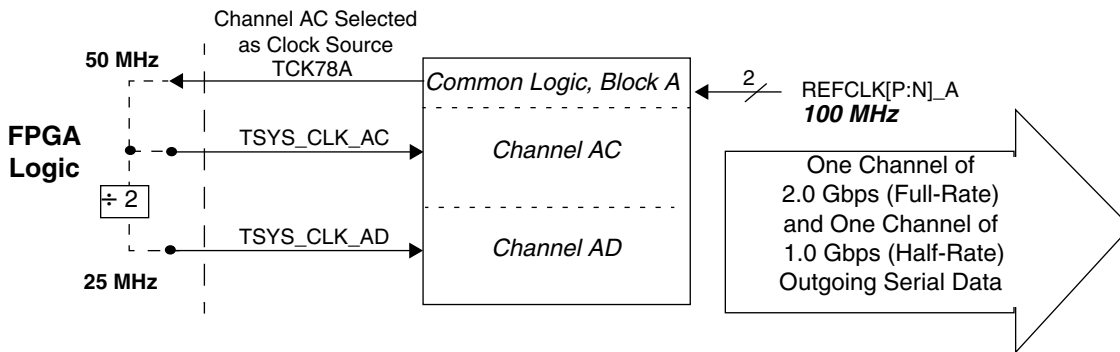 Channel AC Selected
as Clock Source
TCK78A
50 MHz
Common Logic, Block A
2
REFCLK[P:N]_A
100 MHz
FPGA
Logic
TSYS_CLK_AC
Channel AC
÷ 2
TSYS_CLK_AD
Channel AD
25 MHz
One Channel of
2.0 Gbps (Full-Rate)
and One Channel of
1.0 Gbps (Half-Rate)
Outgoing Serial Data